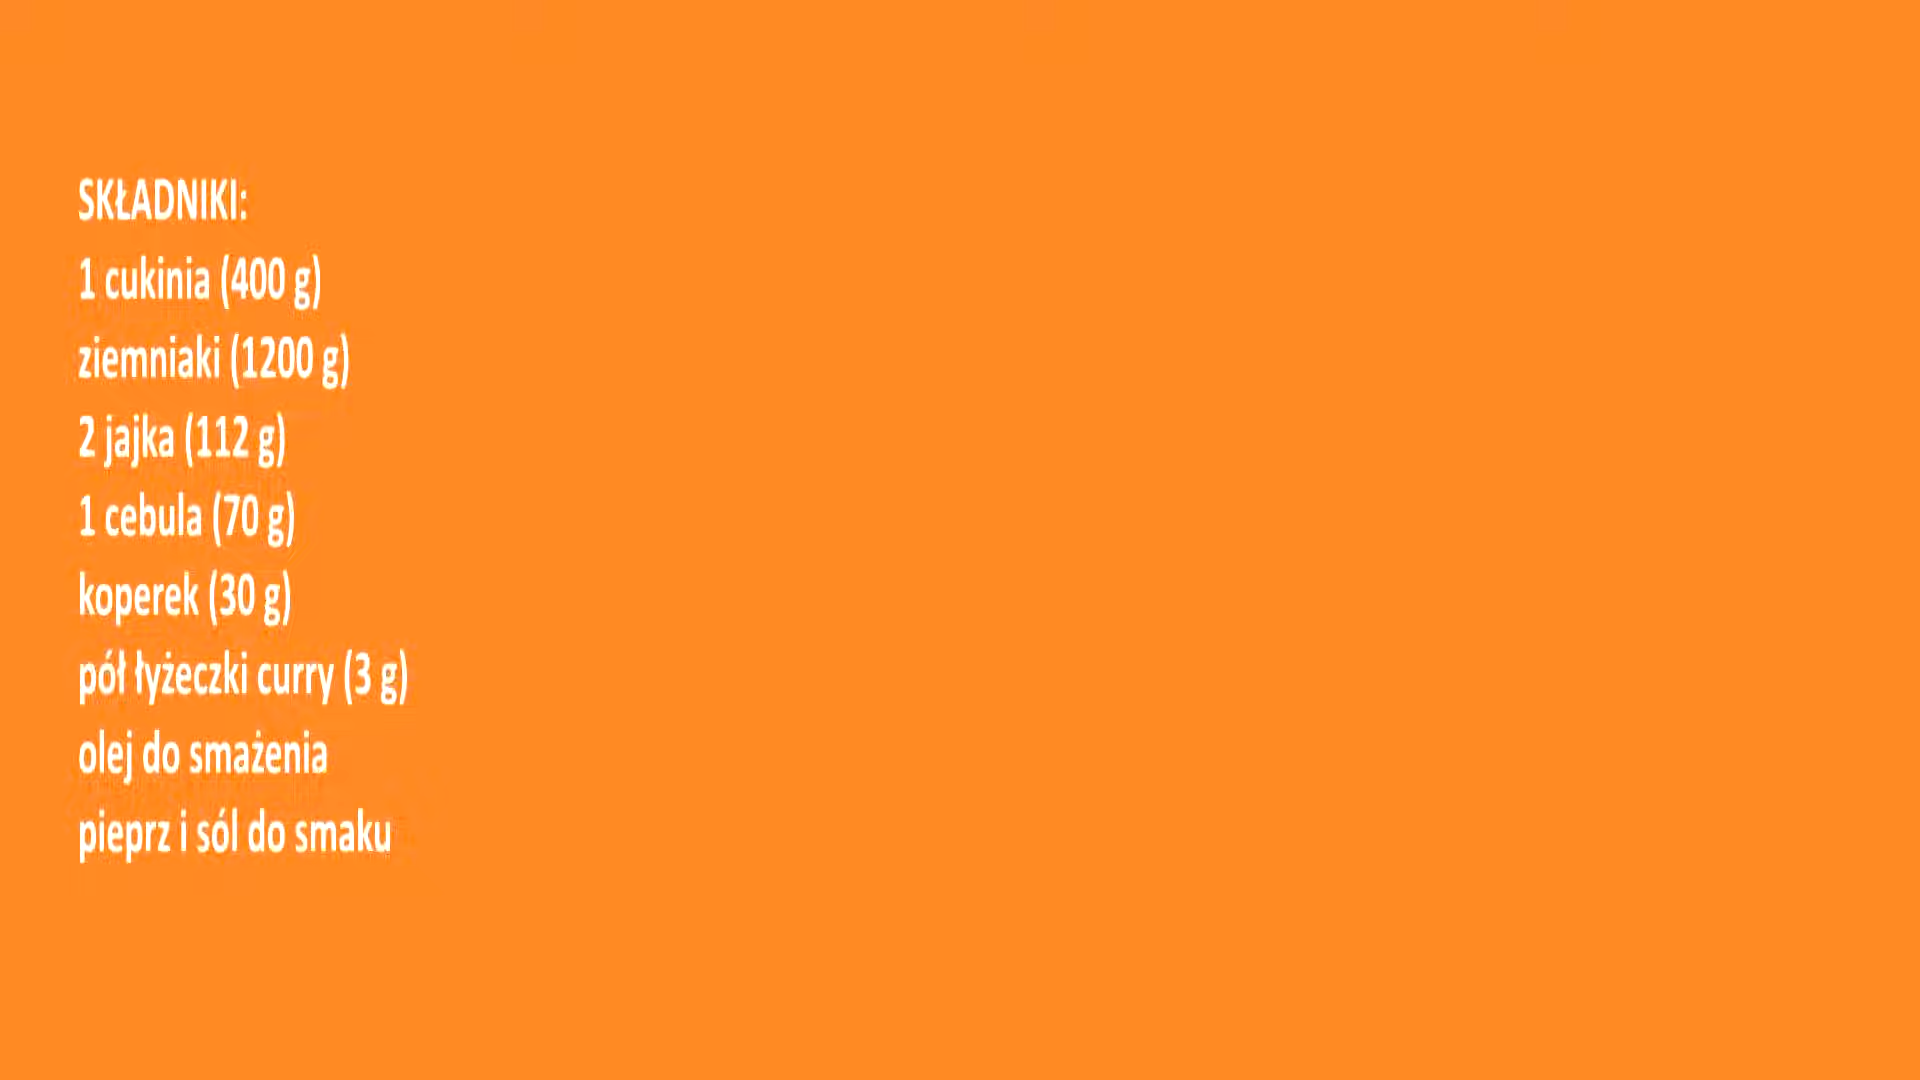 SKŁADNIKI:
1 cukinia (400 g)
ziemniaki (1200 g)
2 jajka (112 g)
1 cebula (70 g)
koperek (30 g)
pół łyżeczki curry (3 g)
olej do smażenia
pieprz i sól do smaku